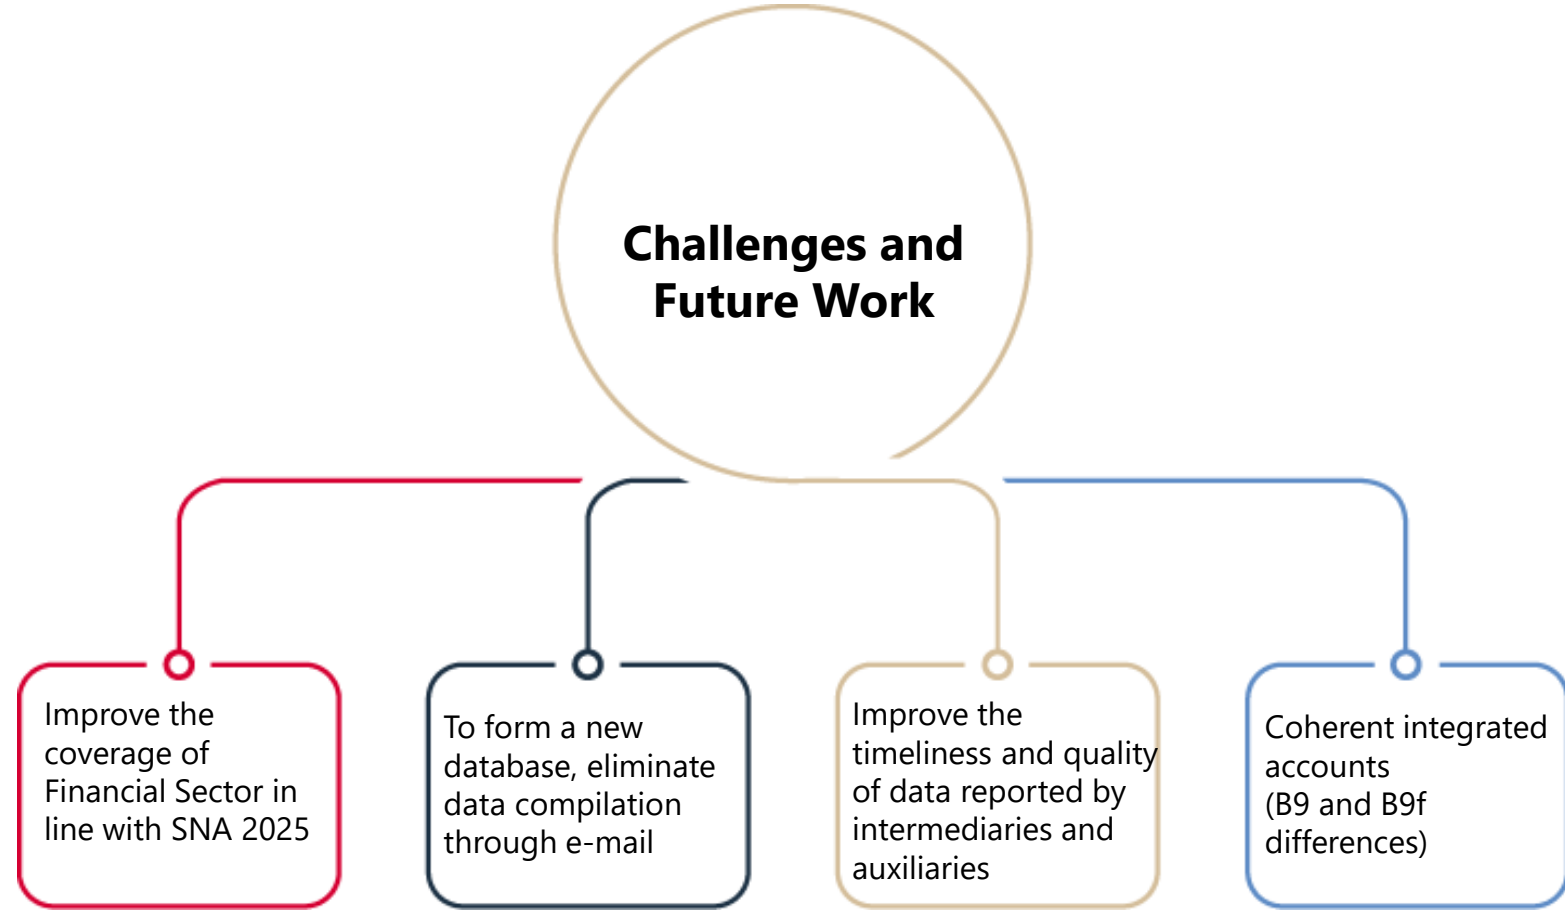 Challenges and
Future Work
Improve the
coverage of
Financial Sector in
line with SNA 2025
To form a new
database, eliminate
data compilation
through e-mail
Improve the
timeliness and quality
of data reported by
intermediaries and
auxiliaries
Coherent integrated
accounts
(B9 and B9f
differences)